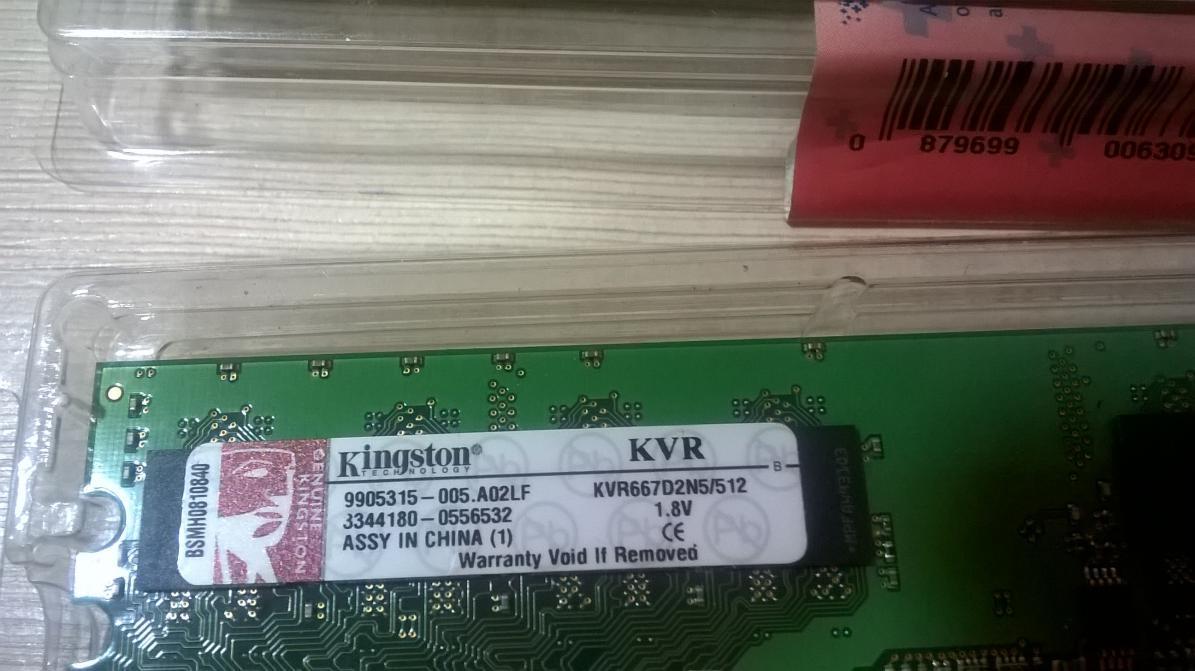 0 879699 006309
Kingston® KVR
TECHNOLOGY
B
9905315-005.A02LF KVR667D2N5/512
3344180-0556532 1.8V
ASSY IN CHINA (1) CE
Warranty Void If Removed
BSMH0810840
GENUINE
KINGSTON